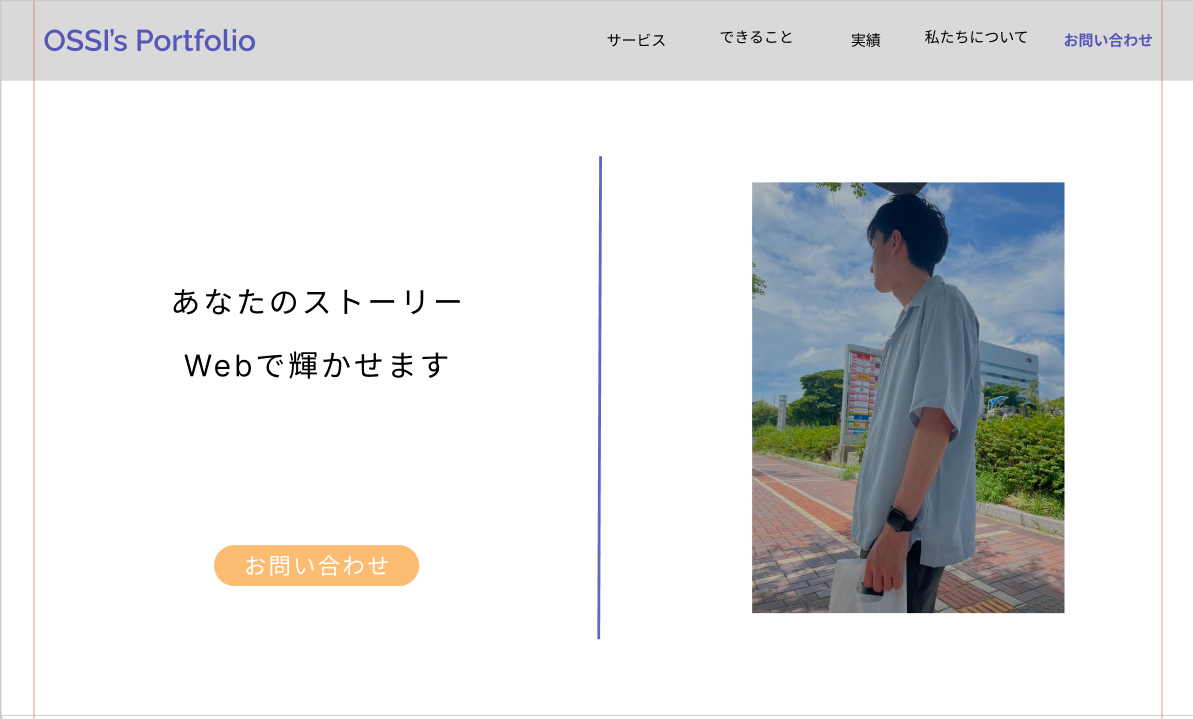 OSSI's Portfolio
サービス
できること
実績
私たちについて
お問い合わせ
あなたのストーリー
Webで輝かせます
お問い合わせ